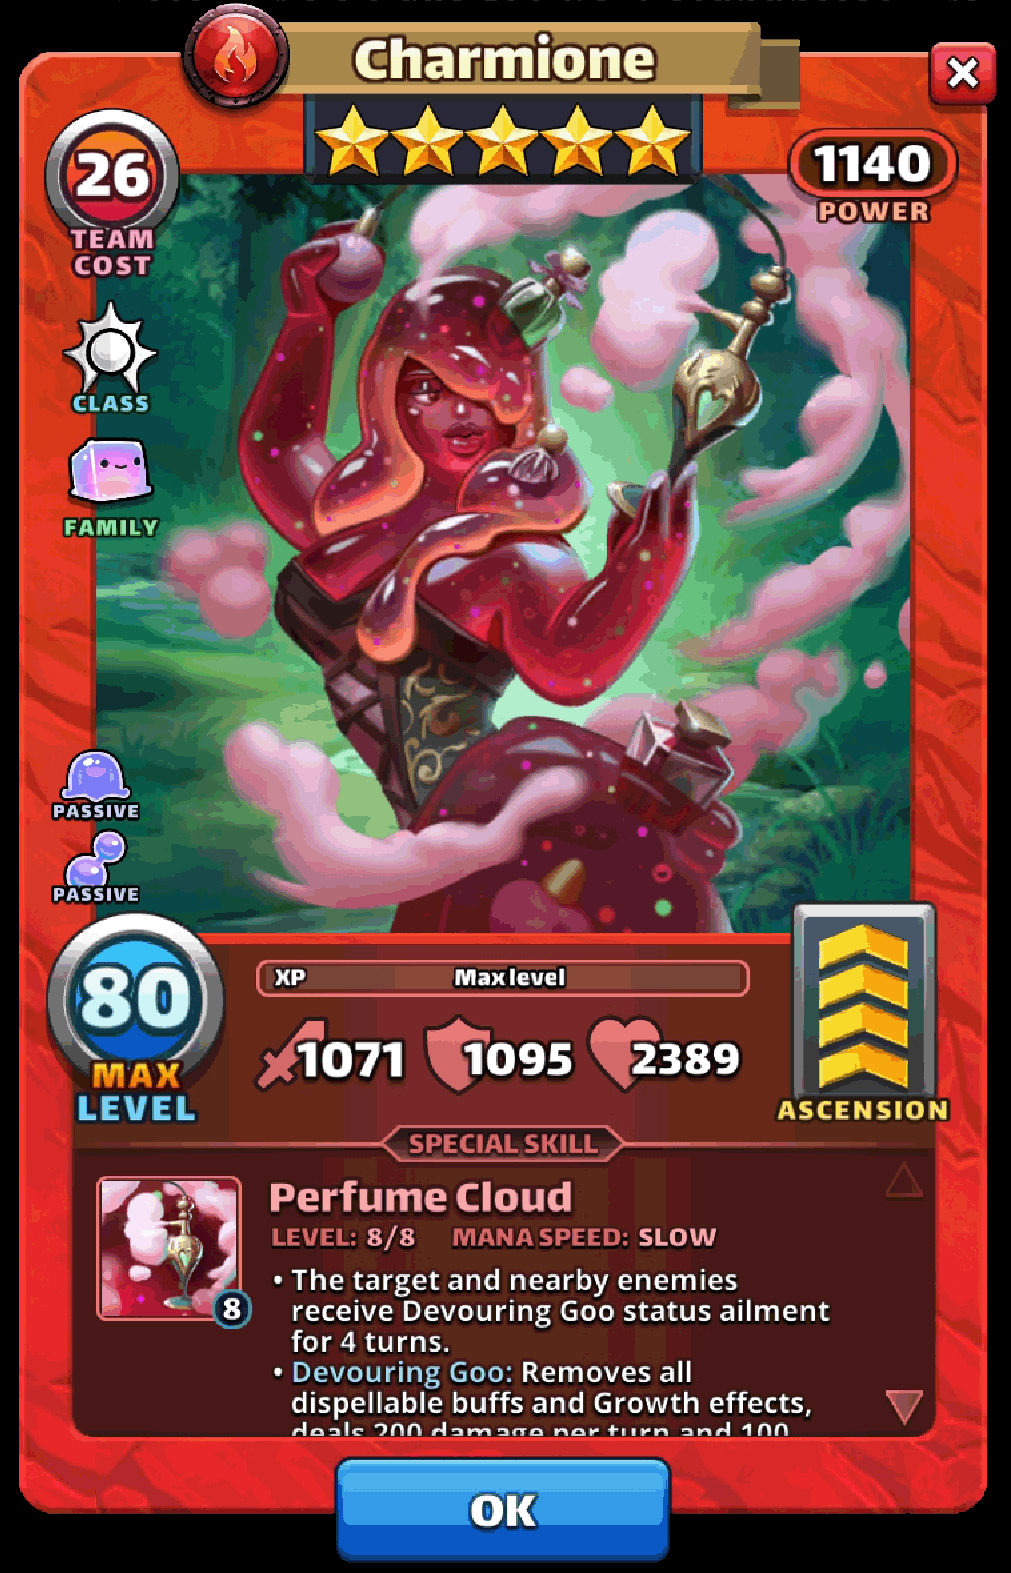 Charmione
26
TEAM
COST
1140
POWER
CLASS
FAMILY
PASSIVE
PASSIVE
80
MAX
LEVEL
XP Max level
1071 1095 2389
ASCENSION
SPECIAL SKILL
Perfume Cloud
LEVEL: 8/8 MANA SPEED: SLOW
8
• The target and nearby enemies
receive Devouring Goo status ailment
for 4 turns.
• Devouring Goo: Removes all
dispellable buffs and Growth effects,
deals 200 damage per turn and 100
OK